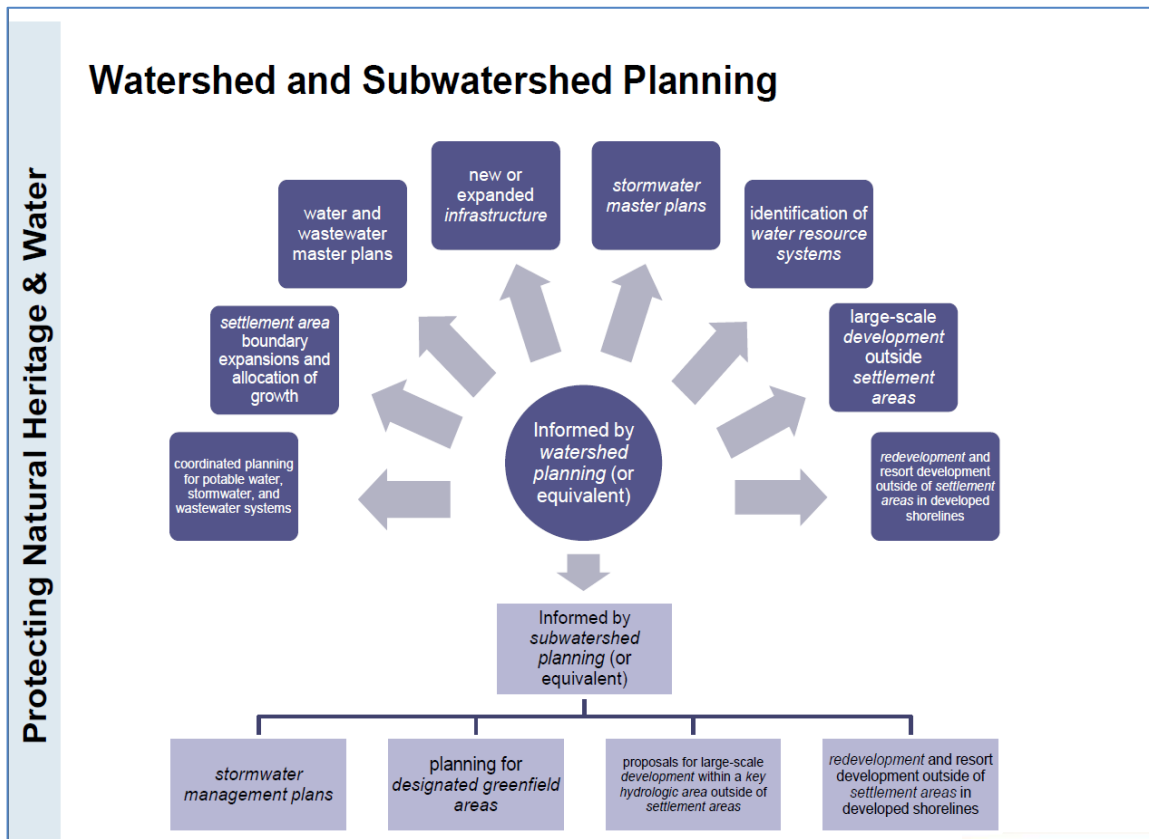 Protecting Natural Heritage & Water
Watershed and Subwatershed Planning
coordinated planning
for potable water,
stormwater, and
wastewater systems
settlement area
boundary
expansions and
allocation of
growth
water and
wastewater
master plans
new or
expanded
infrastructure
stormwater
master plans
identification of
water resource
systems
large-scale
development
outside
settlement
areas
redevelopment and
resort development
outside of settlement
areas in developed
shorelines
Informed by
watershed
planning (or
equivalent)
Informed by
subwatershed
planning (or
equivalent)
stormwater
management plans
planning for
designated greenfield
areas
proposals for large-scale
development within a key
hydrologic area outside of
settlement areas
redevelopment and resort
development outside of
settlement areas in
developed shorelines